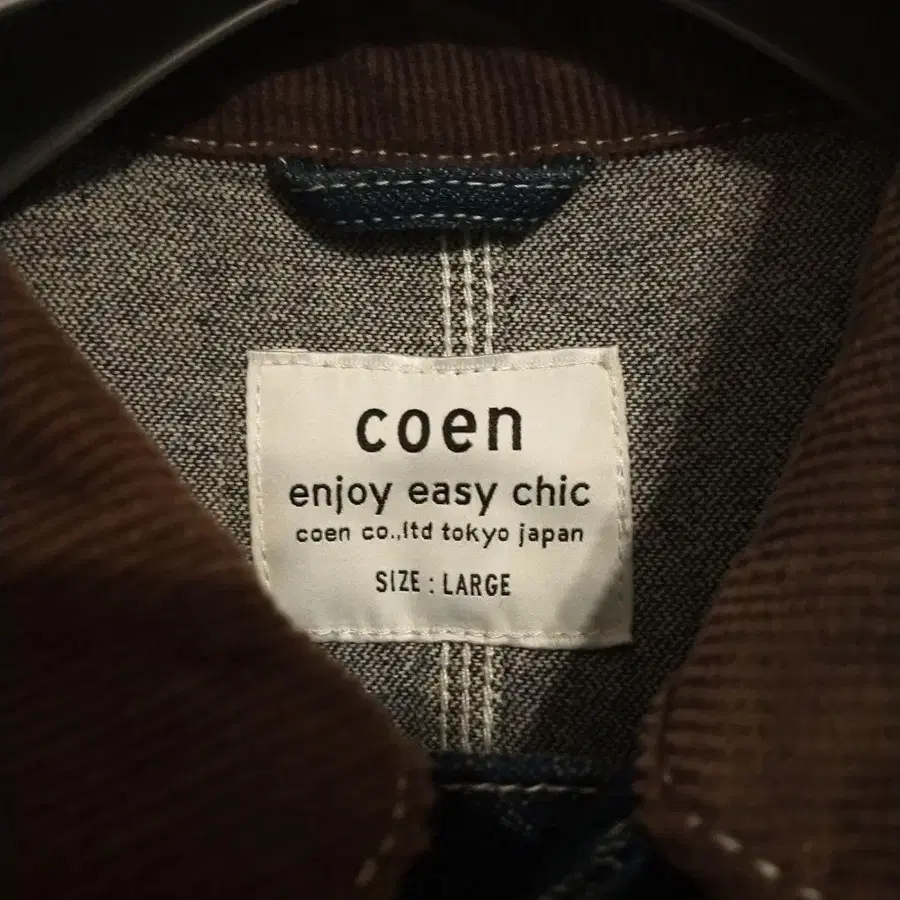 coen
enjoy easy chic
coen co.,ltd tokyo japan
SIZE : LARGE